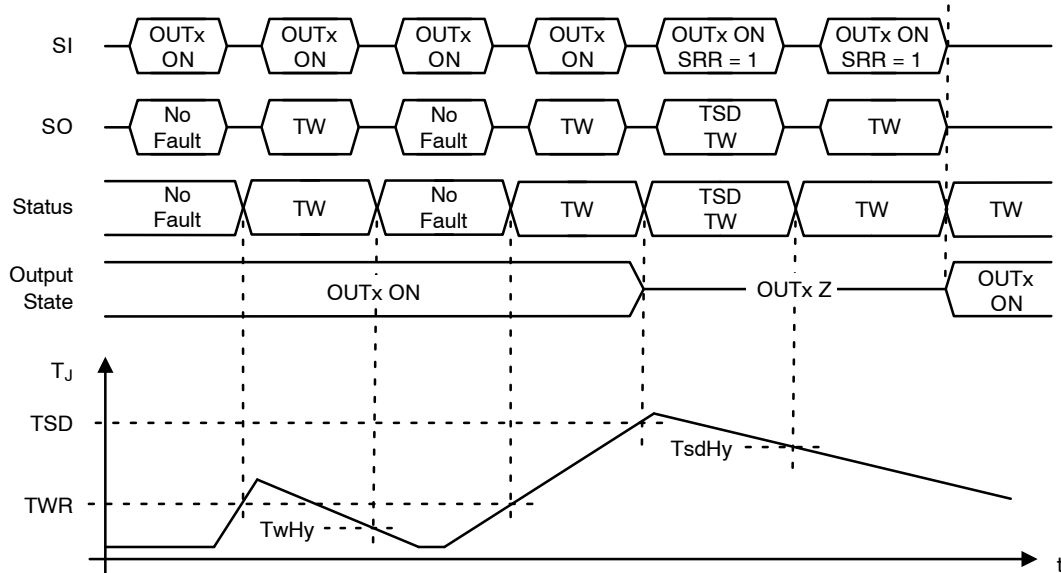 SI
OUTx
ON
OUTx
ON
OUTx
ON
OUTx
ON
OUTx ON
SRR = 1
OUTx ON
SRR = 1
SO
No
Fault
TW
No
Fault
TW
TSD
TW
TW
Status
No
Fault
TW
No
Fault
TW
TSD
TW
TW
TW
Output
State
OUTx ON
OUTx Z
OUTx
ON
TJ
TSD
TsdHy
TWR
TwHy
t